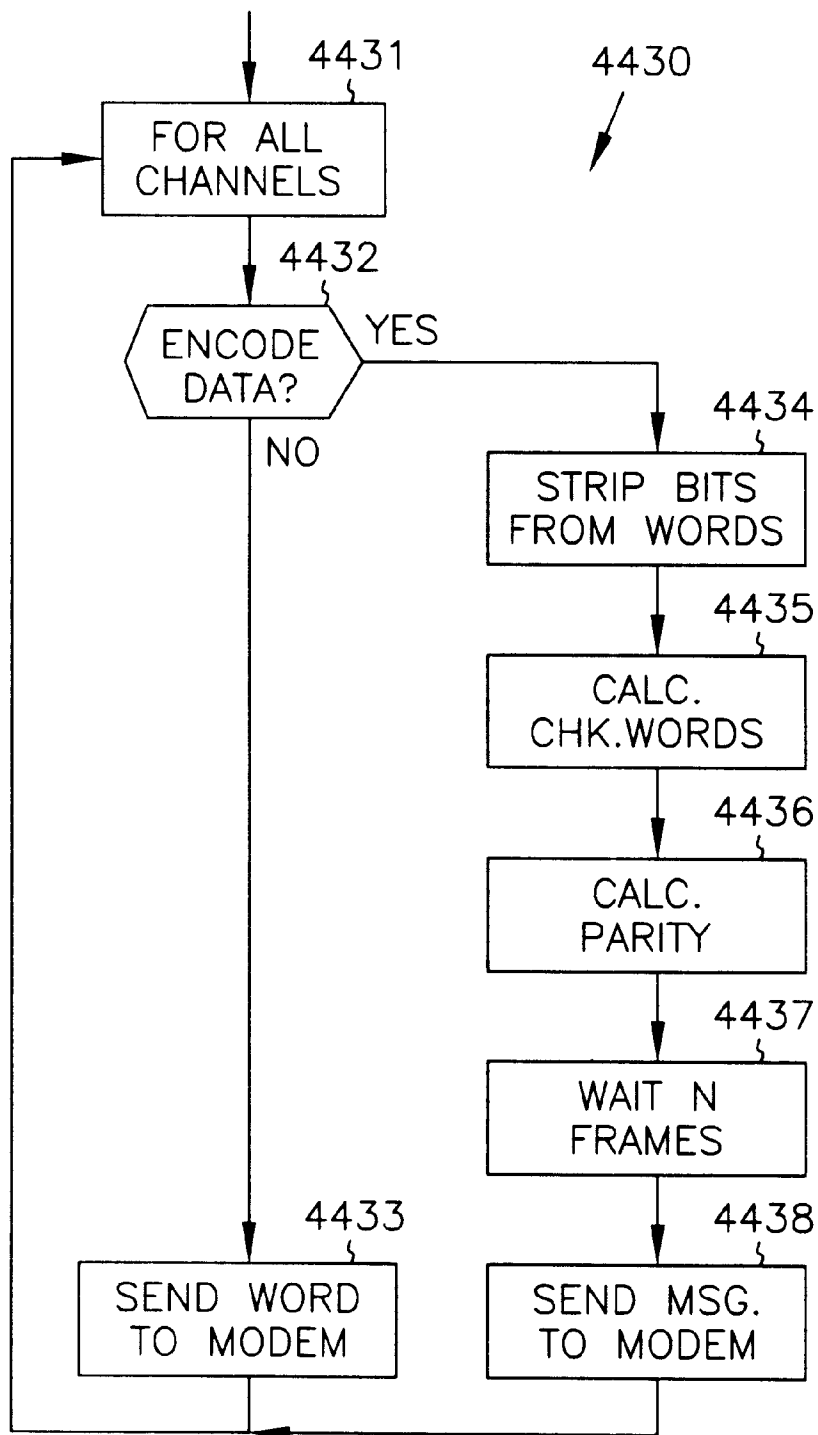 4431
4430
FOR ALL
CHANNELS
4432
ENCODE
DATA?
YES
NO
4434
STRIP BITS
FROM WORDS
4435
CALC.
CHK.WORDS
4436
CALC.
PARITY
4437
WAIT N
FRAMES
4433
SEND WORD
TO MODEM
4438
SEND MSG.
TO MODEM